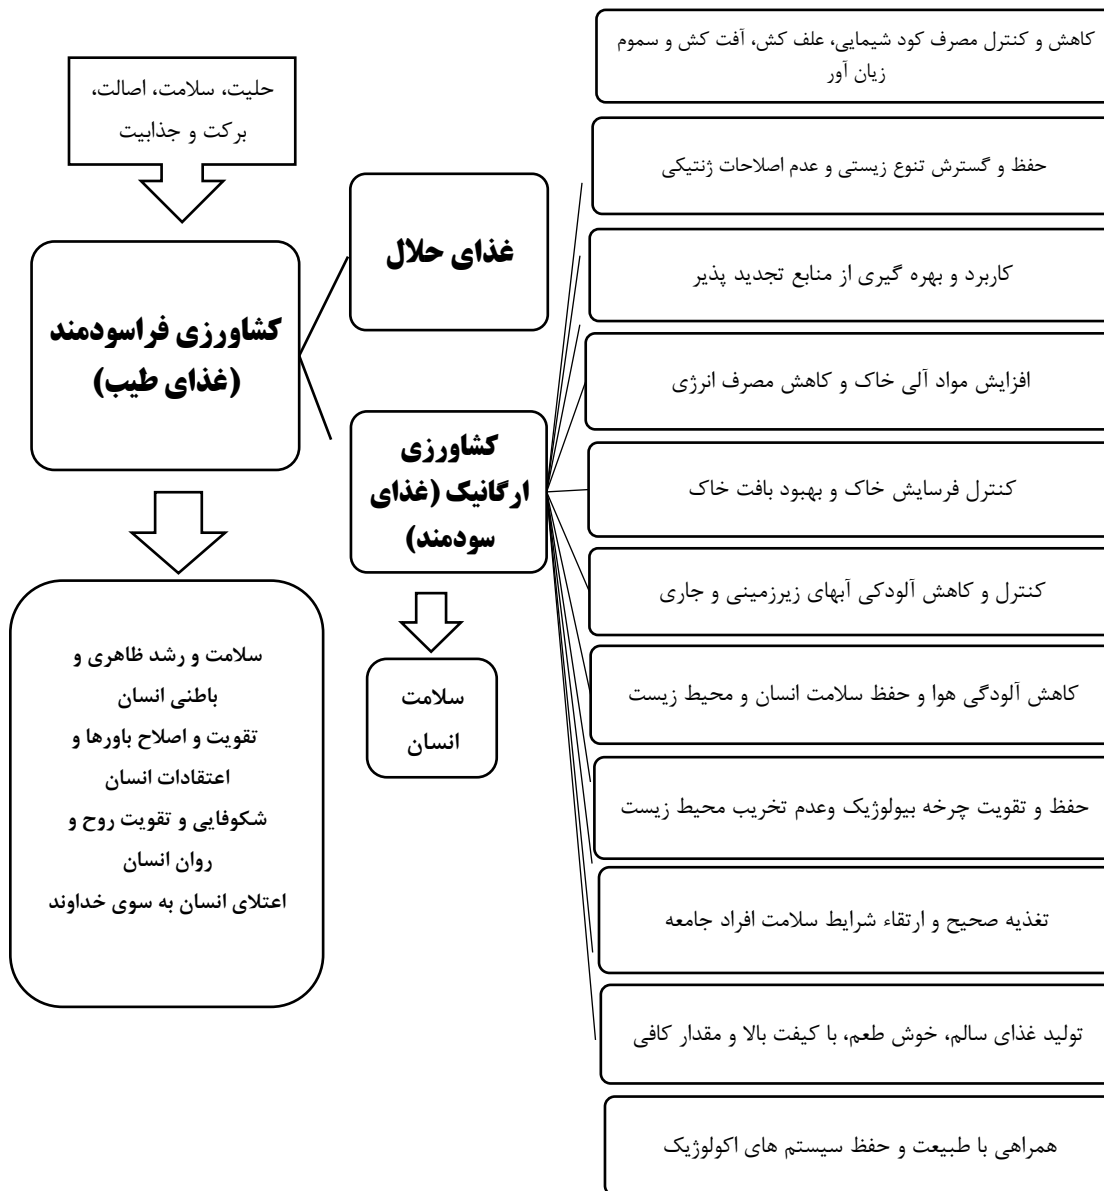 کاهش و کنترل مصرف کود شیمایی، علف کش، آفت کش و سموم
زیان آور
حفظ و گسترش تنوع زیستی و عدم اصلاحات ژنتیکی
کاربرد و بهره گیری از منابع تجدید پذیر
افزایش مواد آلی خاک و کاهش مصرف انرژی
کنترل فرسایش خاک و بهبود بافت خاک
کنترل و کاهش آلودکی آبهای زیرزمینی و جاری
کاهش آلودگی هوا و حفظ سلامت انسان و محیط زیست
حفظ و تقویت چرخه بیولوژیک وعدم تخریب محیط زیست
تغذیه صحیح و ارتقاء شرایط سلامت افراد جامعه
تولید غذای سالم، خوش طعم، با کیفت بالا و مقدار کافی
همراهی با طبیعت و حفظ سیستم های اکولوژیک
غذای حلال
کشاورزی
ارگانیک (غذای
سودمند)
سلامت
انسان
حلیت، سلامت، اصالت،
برکت و جذابیت
کشاورزی فراسودمند
(غذای طیب)
سلامت و رشد ظاهری و
باطنی انسان
تقویت و اصلاح باورها و
اعتقادات انسان
شکوفایی و تقویت روح و
روان انسان
اعتلای انسان به سوی خداوند